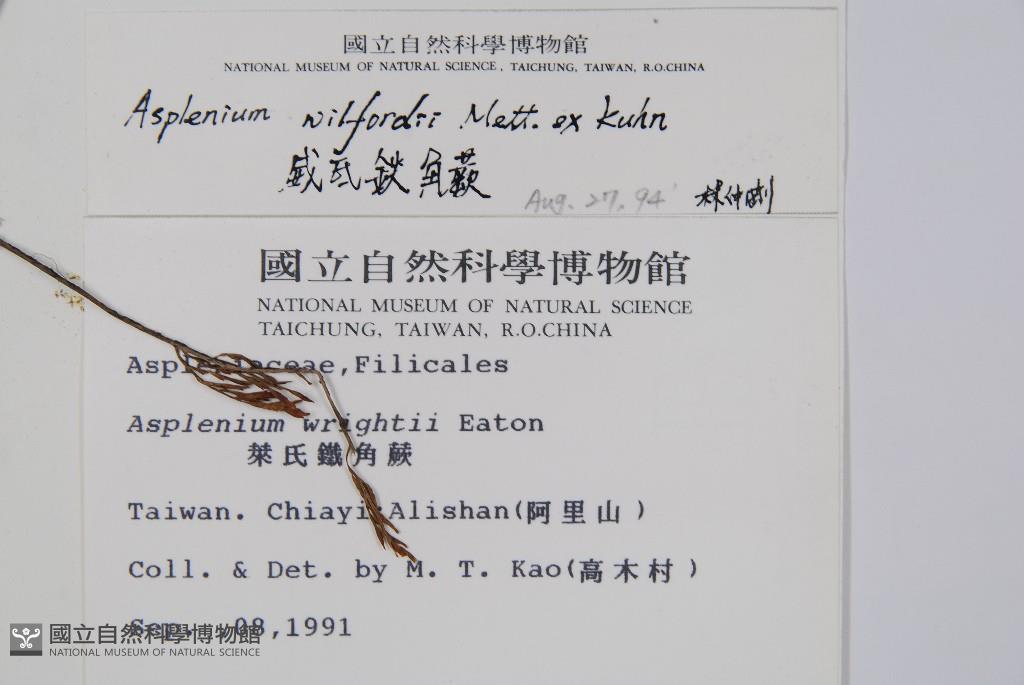 國立自然科學博物館
NATIONAL MUSEUM OF NATURAL SCIENCE, TAICHUNG, TAIWAN, R.O.CHINA
Asplenium wilfordii Mett. ex Kuhn
威氏鐵角蕨
Aug. 27. 94'
國立自然科學博物館
NATIONAL MUSEUM OF NATURAL SCIENCE
TAICHUNG, TAIWAN, R.O.CHINA
Aspleniaceae,Filicales
Asplenium wrightii Eaton
萊氏鐵角蕨
Taiwan. Chiayi:Alishan(阿里山)
Coll. & Det. by M. T. Kao(高木村)
Sep. 08,1991
國立自然科學博物館
NATIONAL MUSEUM OF NATURAL SCIENCE